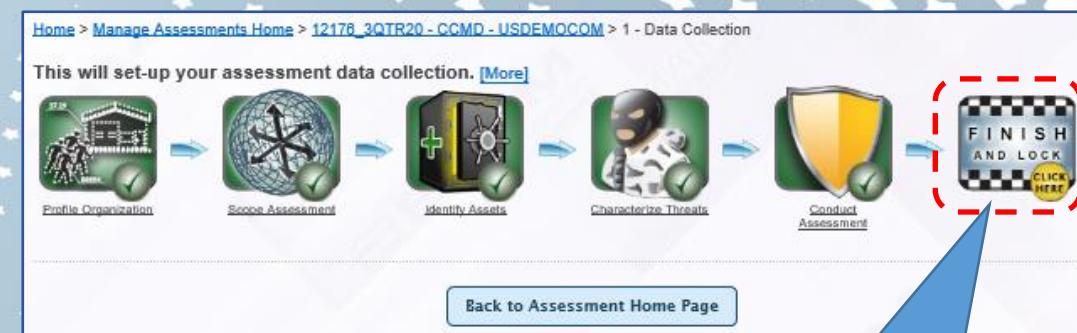 Home > Manage Assessments Home > 12176_3QTR20 - CCMD - USDEMOCOM > 1 - Data Collection
This will set-up your assessment data collection. [More]
FINISH
AND LOCK
CLICK
HERE
Profile Organization
Scope Assessment
Identify Assets
Characterize Threats
Conduct
Assessment
Back to Assessment Home Page